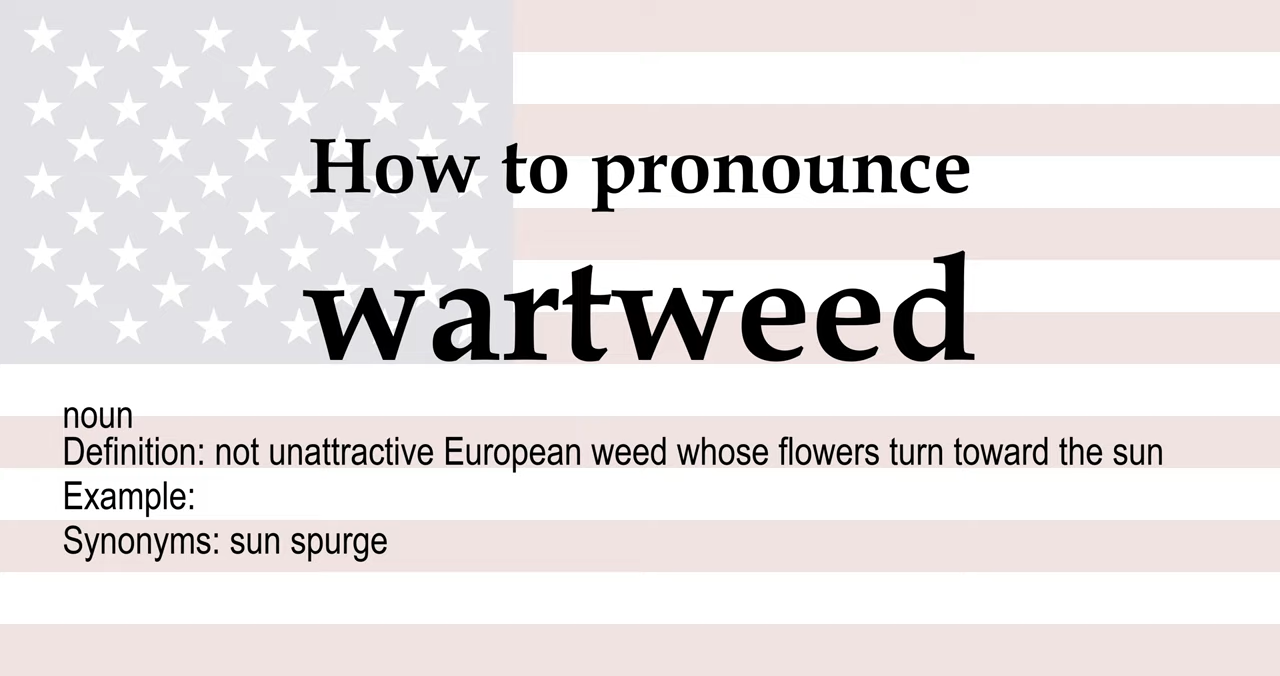 How to pronounce
wartweed
noun
Definition: not unattractive European weed whose flowers turn toward the sun
Example:
Synonyms: sun spurge